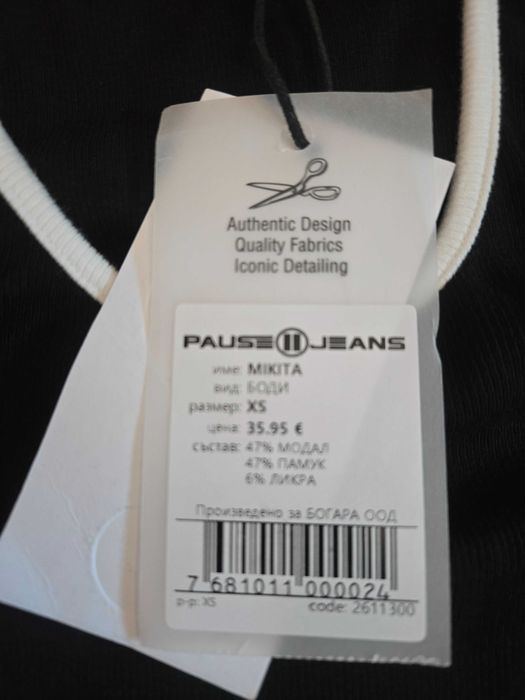 Authentic Design
Quality Fabrics
Iconic Detailing
PAUSE JEANS
име: MIKITA
вид: БОДИ
размер: XS
цена: 35.95 €
състав: 47% МОДАЛ
47% ПАМУК
6% ЛИКРА
Произведено за БОГАРА ООД
7 681011 000024
р-р: XS code: 2611300